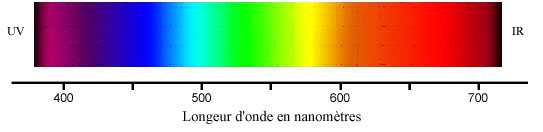 UV IR
400 500 600 700
Longeur d'onde en nanomètres